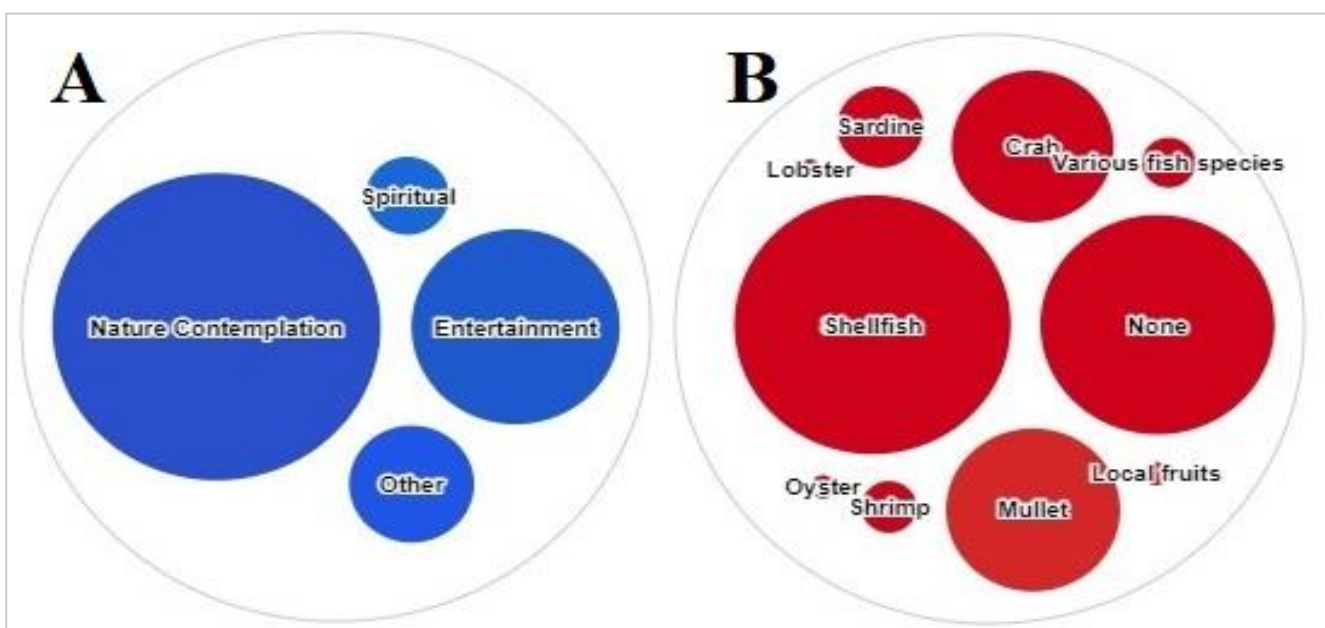 A
Spiritual
Nature Contemplation
Entertainment
Other
B
Sardine
Lobster
Crab
Various fish species
Shellfish
None
Oyster
Shrimp
Mullet
Local fruits